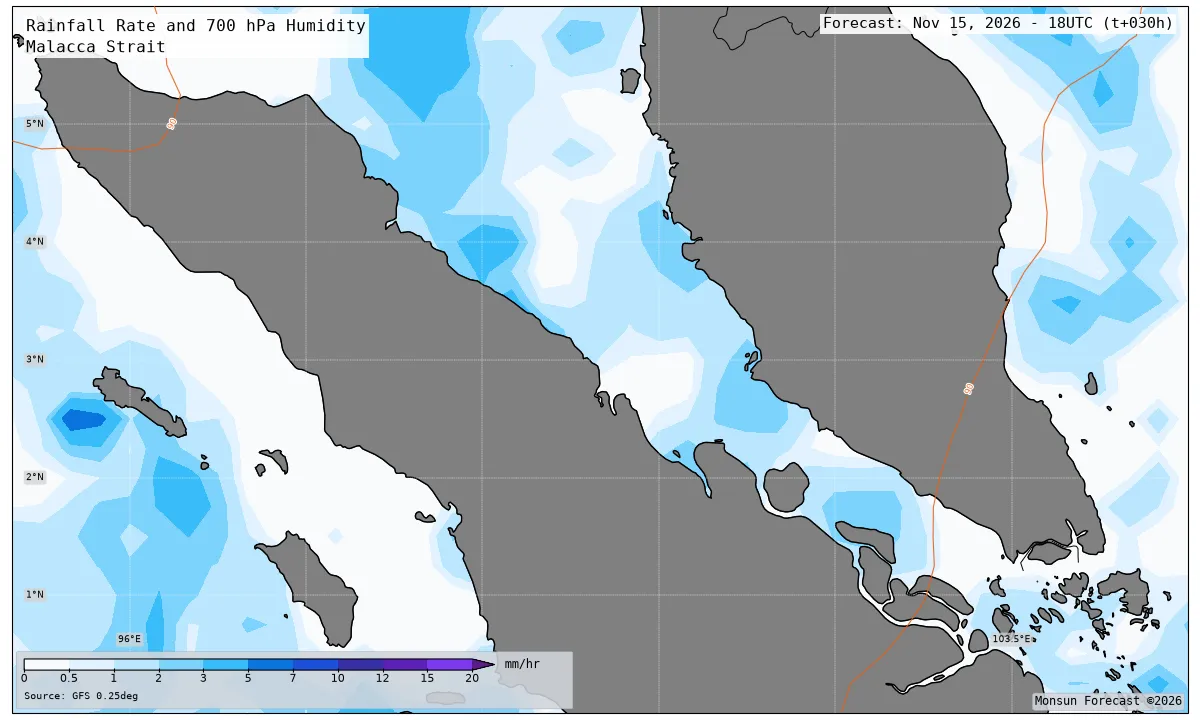 Rainfall Rate and 700 hPa Humidity
Malacca Strait
Forecast: Nov 15, 2026 - 18UTC (t+030h)
90
5°N
4°N
3°N
90
2°N
1°N
96°E
103.5°E
mm/hr
0 0.5 1 2 3 5 7 10 12 15 20
Source: GFS 0.25deg
Monsun Forecast ©2026